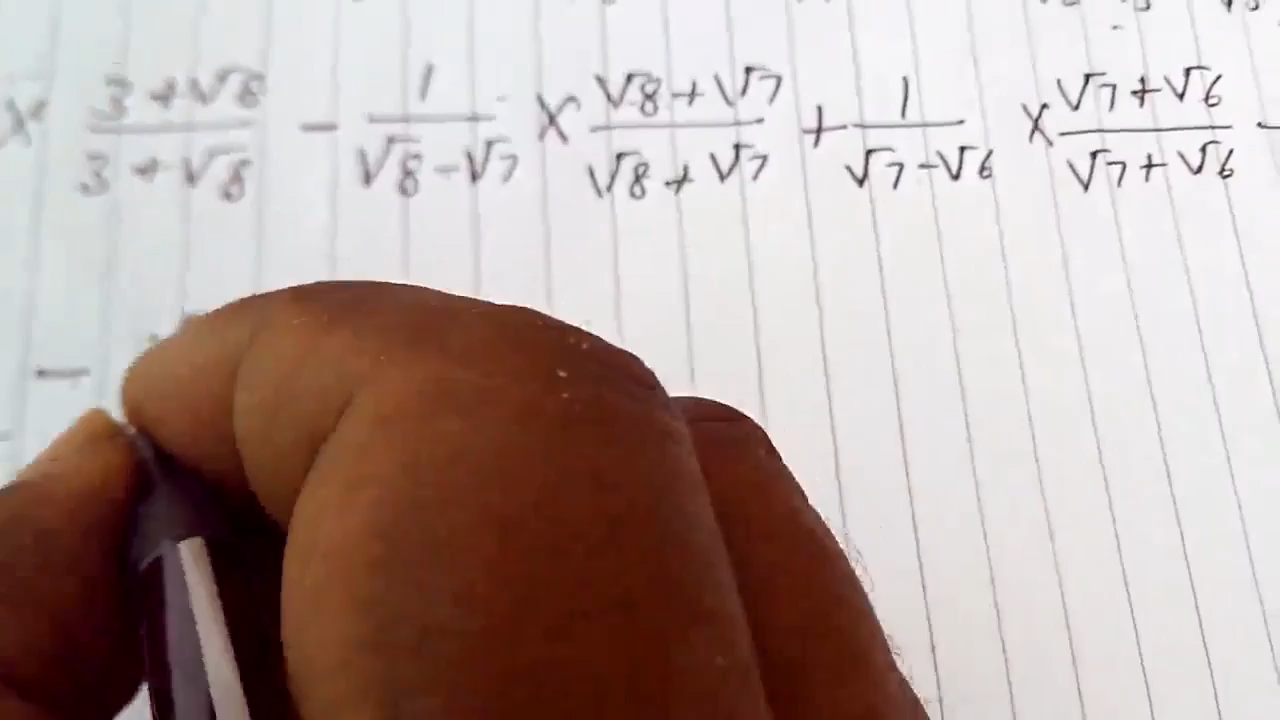 × (3+√8)/(3+√8) − 1/(√8−√7) × (√8+√7)/(√8+√7) + 1/(√7−√6) × (√7+√6)/(√7+√6) −
−